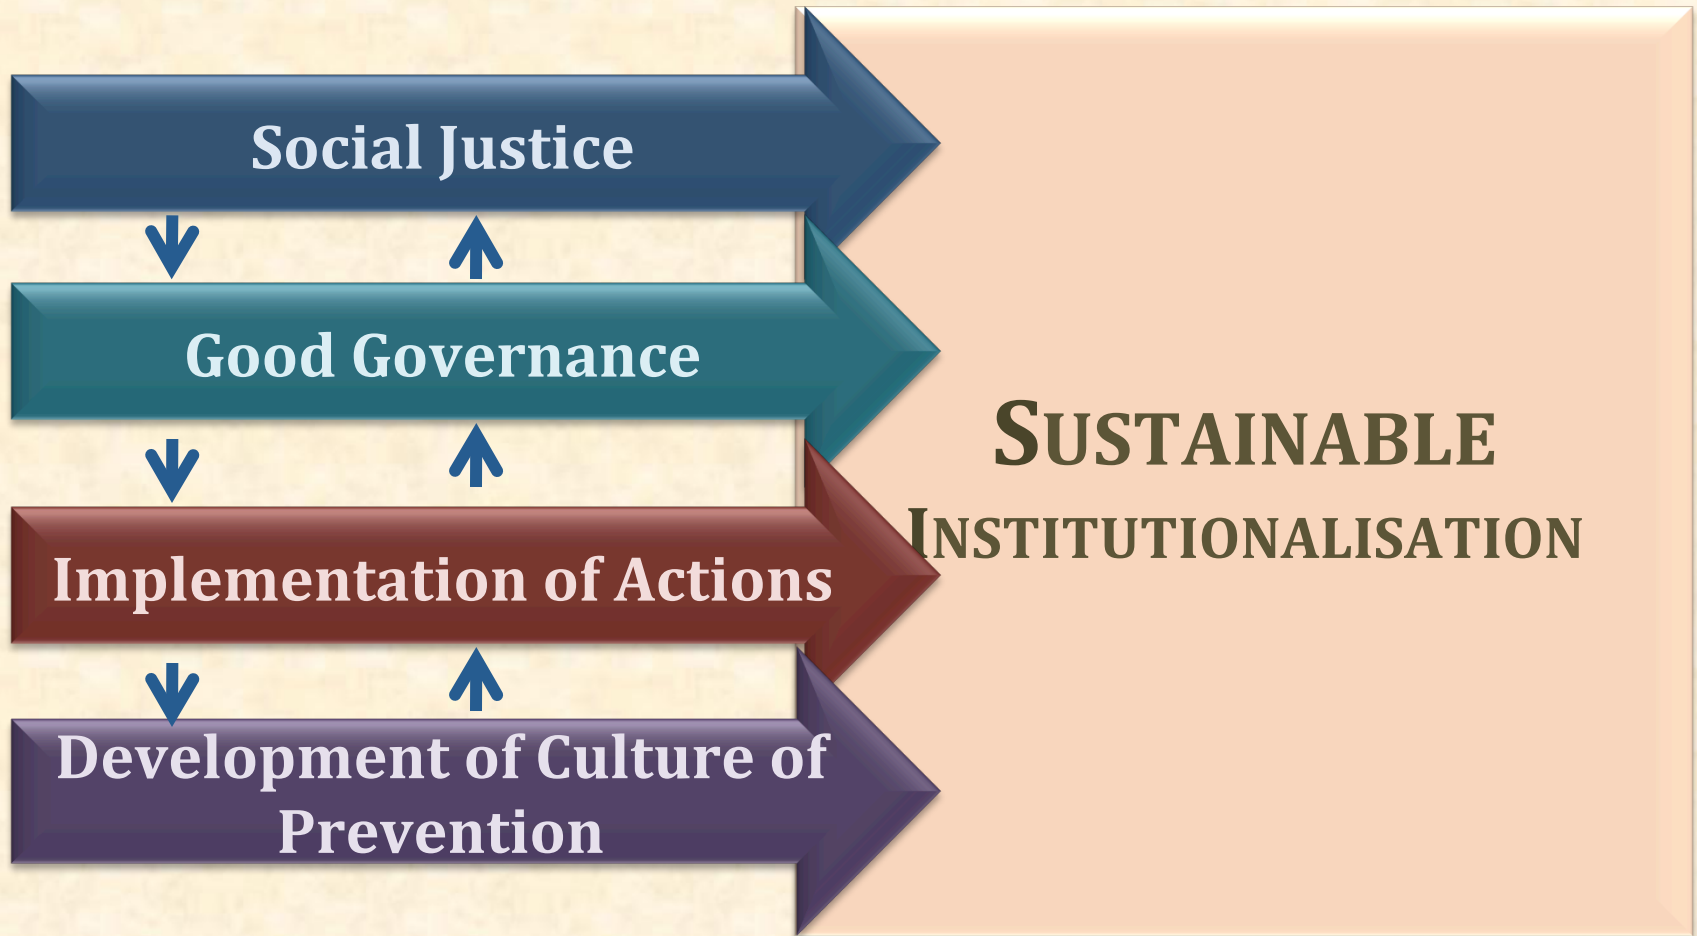 Social Justice
Good Governance
Implementation of Actions
Development of Culture of
Prevention
SUSTAINABLE
INSTITUTIONALISATION